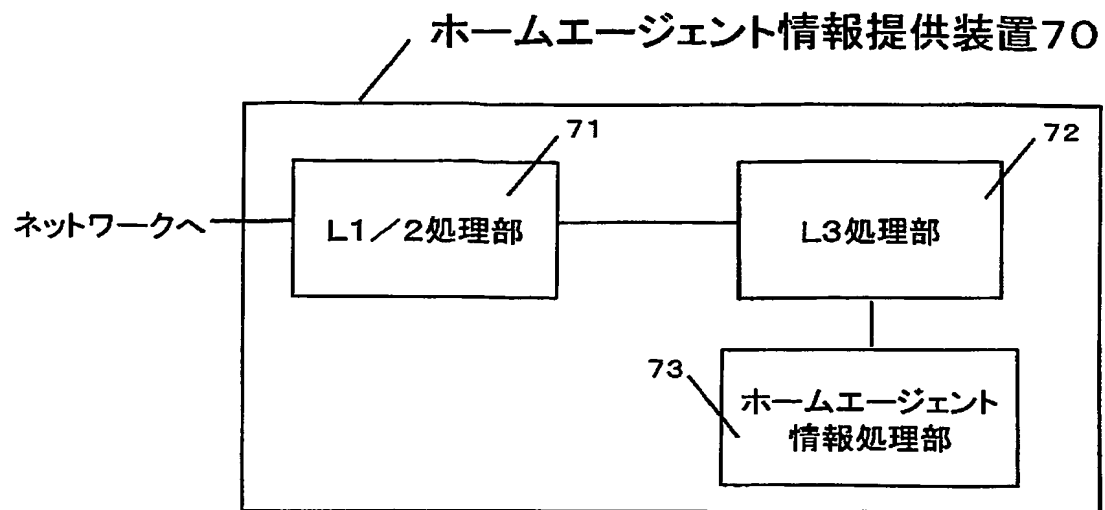 ホームエージェント情報提供装置70
71
72
ネットワークへ
L1/2処理部
L3処理部
73
ホームエージェント
情報処理部